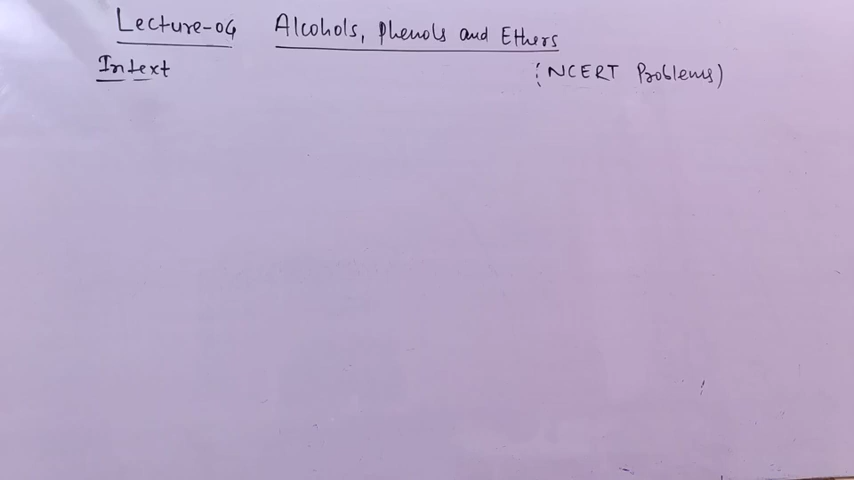 Lecture-04 Alcohols, Phenols and Ethers
Intext (NCERT Problems)